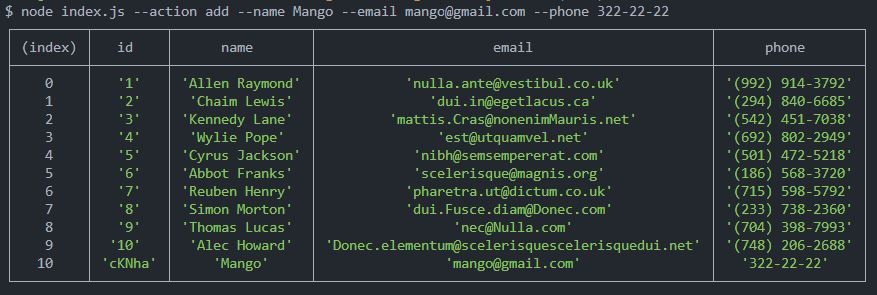 $ node index.js --action add --name Mango --email mango@gmail.com --phone 322-22-22
(index) id name email phone
0 '1' 'Allen Raymond' 'nulla.ante@vestibul.co.uk' '(992) 914-3792'
1 '2' 'Chaim Lewis' 'dui.in@egetlacus.ca' '(294) 840-6685'
2 '3' 'Kennedy Lane' 'mattis.Cras@nonenimMauris.net' '(542) 451-7038'
3 '4' 'Wylie Pope' 'est@utquamvel.net' '(692) 802-2949'
4 '5' 'Cyrus Jackson' 'nibh@semsempererat.com' '(501) 472-5218'
5 '6' 'Abbot Franks' 'scelerisque@magnis.org' '(186) 568-3720'
6 '7' 'Reuben Henry' 'pharetra.ut@dictum.co.uk' '(715) 598-5792'
7 '8' 'Simon Morton' 'dui.Fusce.diam@Donec.com' '(233) 738-2360'
8 '9' 'Thomas Lucas' 'nec@Nulla.com' '(704) 398-7993'
9 '10' 'Alec Howard' 'Donec.elementum@scelerisquescelerisquedui.net' '(748) 206-2688'
10 'cKNha' 'Mango' 'mango@gmail.com' '322-22-22'